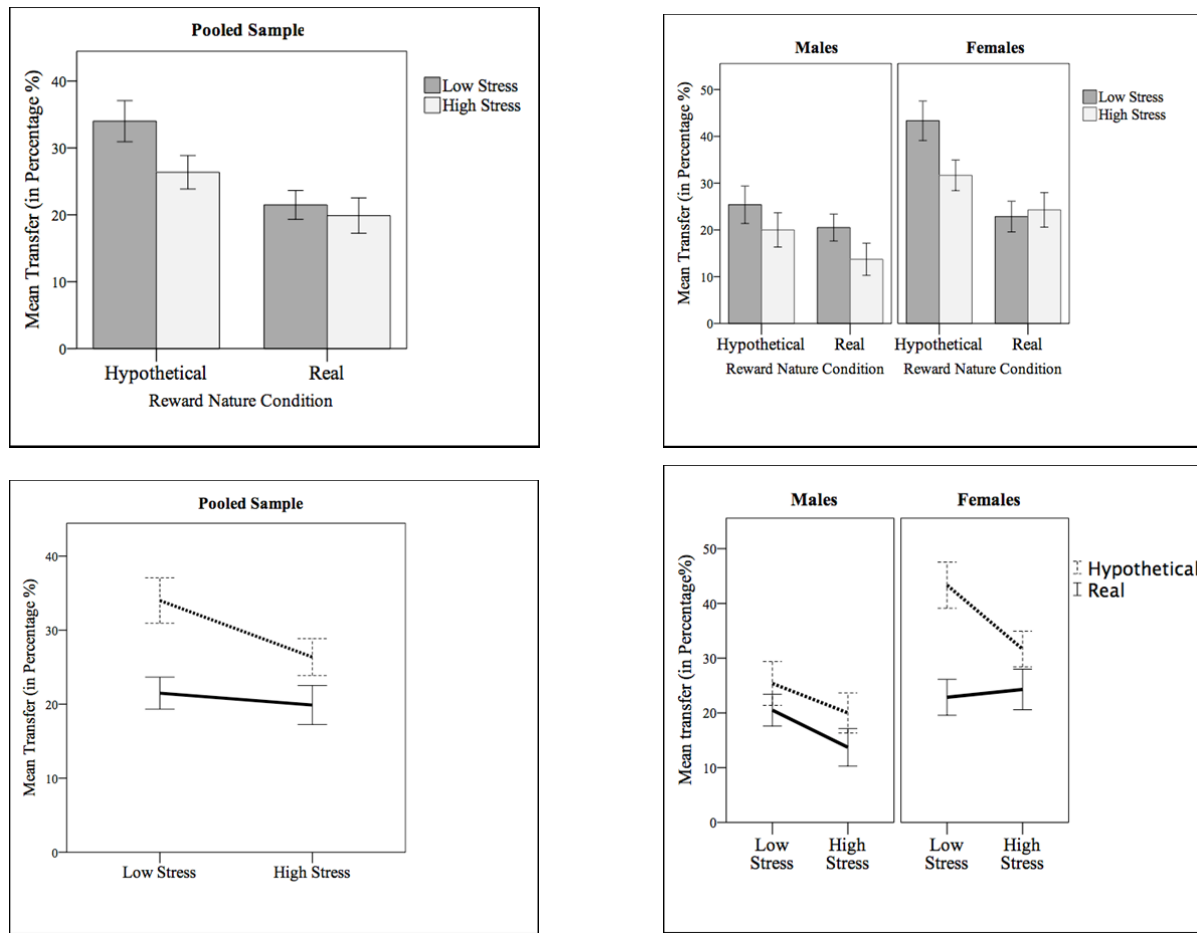 Pooled Sample
Mean Transfer (in Percentage %)
40
30
20
10
0
Low Stress
High Stress
Hypothetical Real
Reward Nature Condition
Males Females
Mean Transfer (in Percentage %)
50
40
30
20
10
0
Low Stress
High Stress
Hypothetical Real Hypothetical Real
Reward Nature Condition Reward Nature Condition
Pooled Sample
Mean Transfer (in Percentage %)
40
30
20
10
0
Low Stress High Stress
Males Females
Mean transfer (in Percentage%)
50
40
30
20
10
0
Hypothetical
Real
Low High Low High
Stress Stress Stress Stress